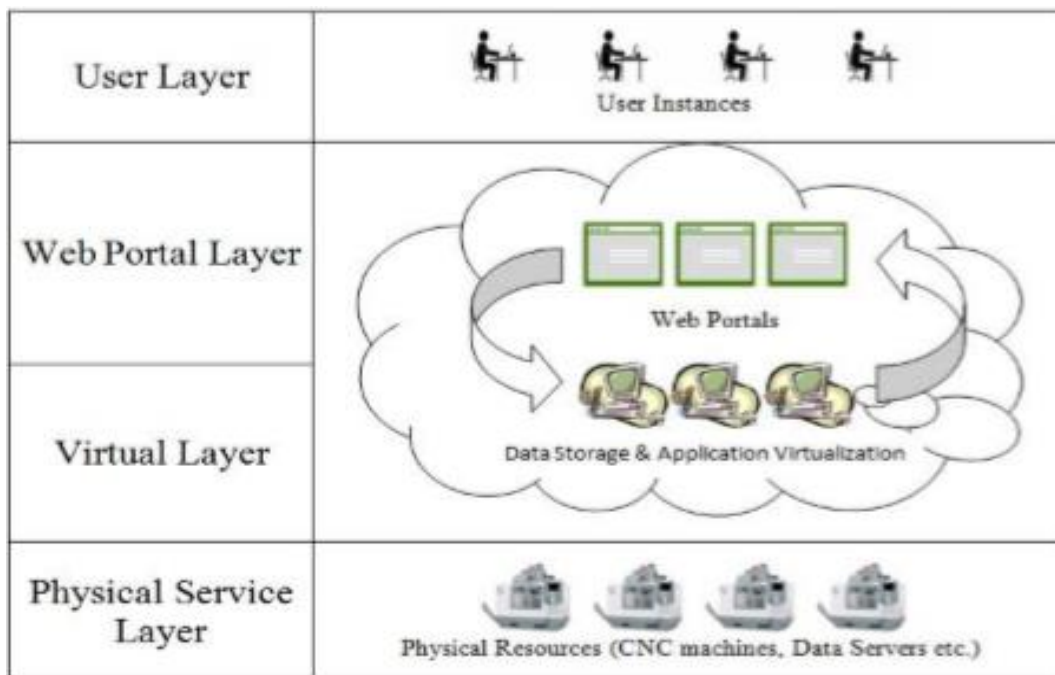 User Layer
User Instances
Web Portal Layer
Web Portals
Virtual Layer
Data Storage & Application Virtualization
Physical Service
Layer
Physical Resources (CNC machines, Data Servers etc.)